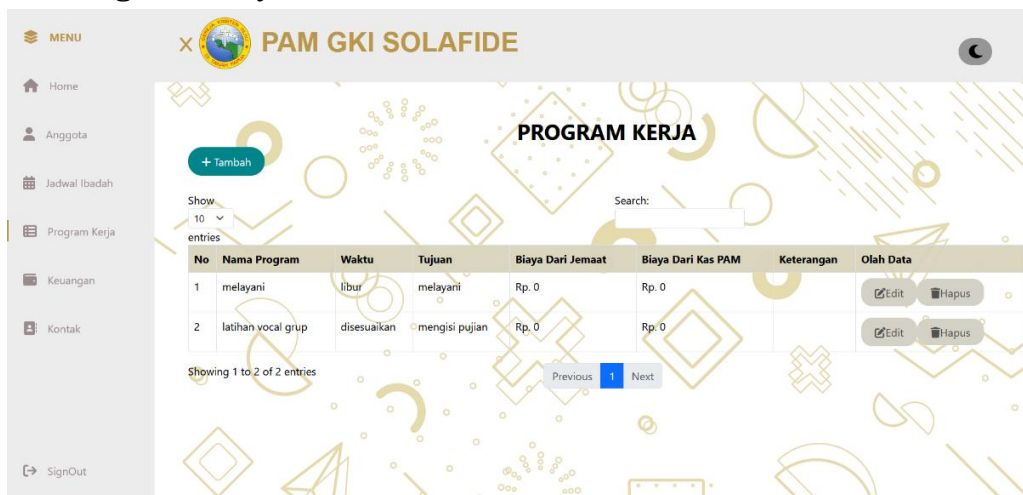 MENU
PAM GKI SOLAFIDE
Home
Anggota
Jadwal Ibadah
Program Kerja
Keuangan
Kontak
SignOut
PROGRAM KERJA
+ Tambah
Show
10
entries
Search:
No Nama Program Waktu Tujuan Biaya Dari Jemaat Biaya Dari Kas PAM Keterangan Olah Data
1 melayani libur melayani Rp. 0 Rp. 0 Edit Hapus
2 latihan vocal grup disesuaikan mengisi pujian Rp. 0 Rp. 0 Edit Hapus
Showing 1 to 2 of 2 entries
Previous 1 Next